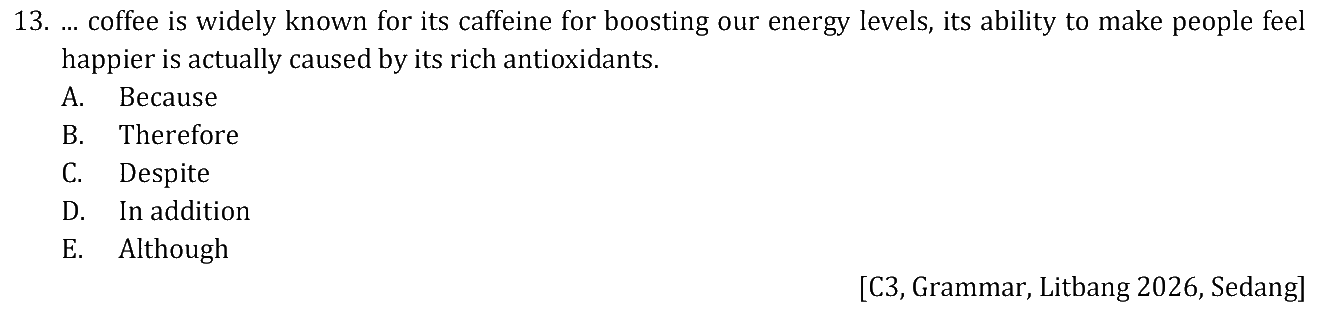 13. ... coffee is widely known for its caffeine for boosting our energy levels, its ability to make people feel
happier is actually caused by its rich antioxidants.
A. Because
B. Therefore
C. Despite
D. In addition
E. Although
[C3, Grammar, Litbang 2026, Sedang]